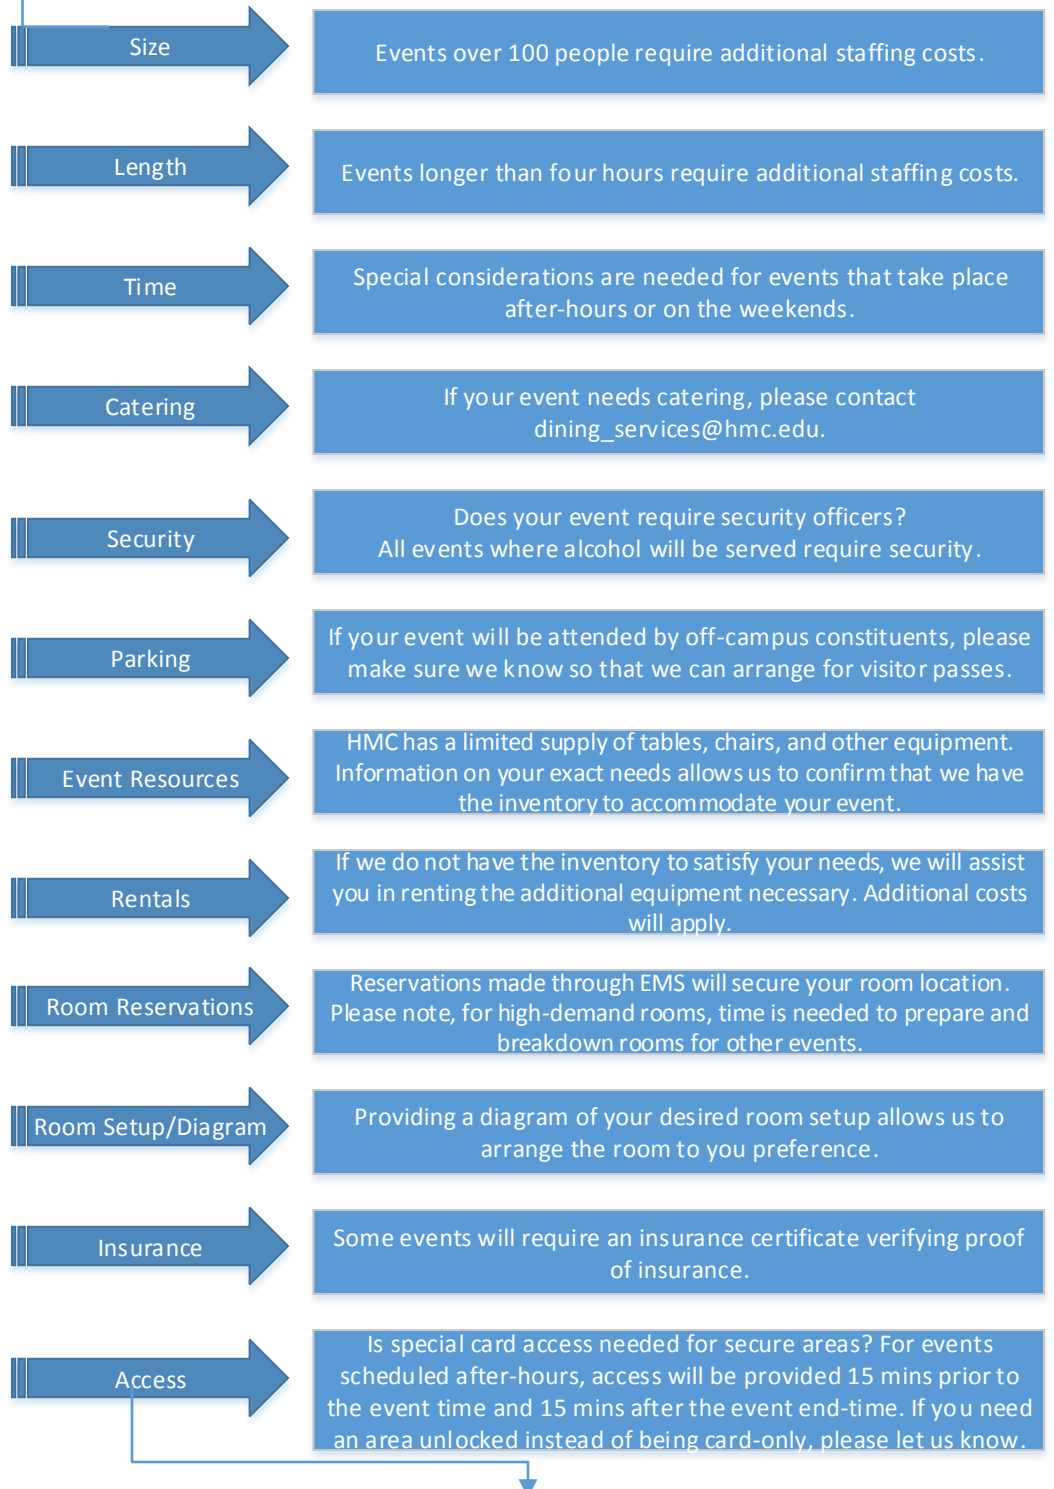 Size
Events over 100 people require additional staffing costs.
Length
Events longer than four hours require additional staffing costs.
Time
Special considerations are needed for events that take place
after-hours or on the weekends.
Catering
If your event needs catering, please contact
dining_services@hmc.edu.
Security
Does your event require security officers?
All events where alcohol will be served require security.
Parking
If your event will be attended by off-campus constituents, please
make sure we know so that we can arrange for visitor passes.
Event Resources
HMC has a limited supply of tables, chairs, and other equipment.
Information on your exact needs allows us to confirm that we have
the inventory to accommodate your event.
Rentals
If we do not have the inventory to satisfy your needs, we will assist
you in renting the additional equipment necessary. Additional costs
will apply.
Room Reservations
Reservations made through EMS will secure your room location.
Please note, for high-demand rooms, time is needed to prepare and
breakdown rooms for other events.
Room Setup/Diagram
Providing a diagram of your desired room setup allows us to
arrange the room to you preference.
Insurance
Some events will require an insurance certificate verifying proof
of insurance.
Access
Is special card access needed for secure areas? For events
scheduled after-hours, access will be provided 15 mins prior to
the event time and 15 mins after the event end-time. If you need
an area unlocked instead of being card-only, please let us know.